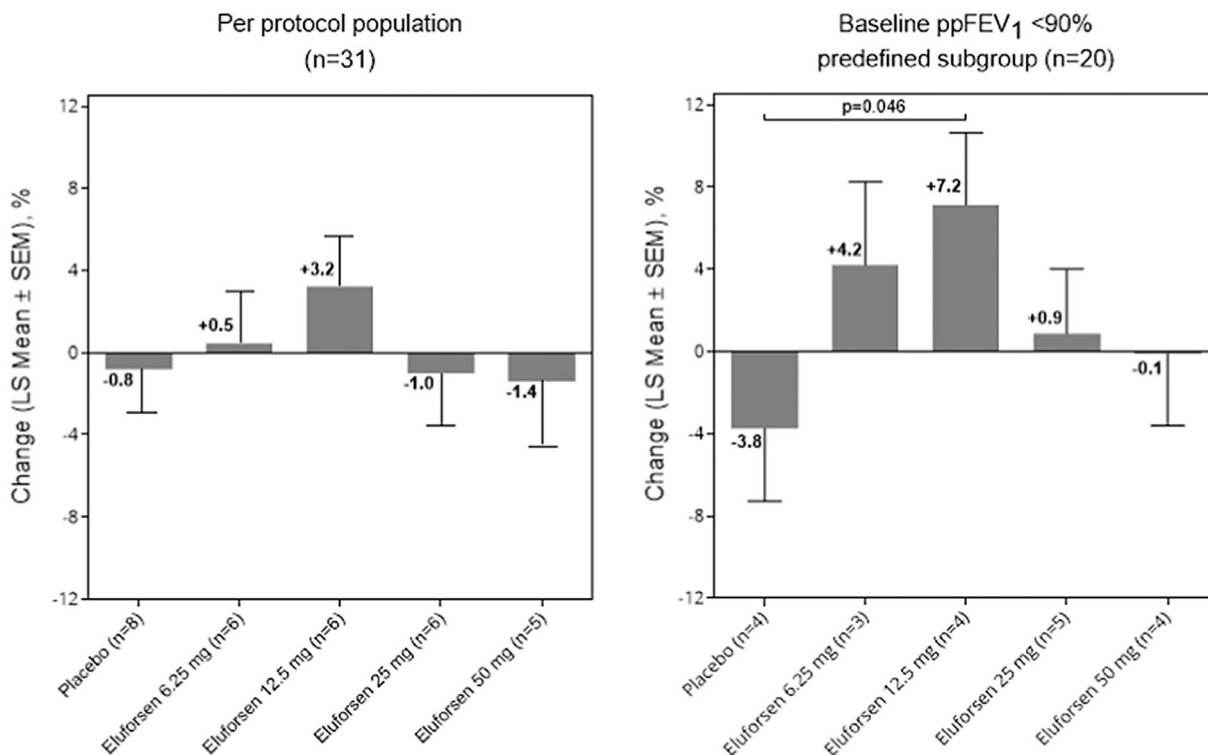 Per protocol population
(n=31)
Change (LS Mean ± SEM), %
12
8
4
0
-4
-8
-12
-0.8
+0.5
+3.2
-1.0
-1.4
Placebo (n=8)
Eluforsen 6.25 mg (n=6)
Eluforsen 12.5 mg (n=6)
Eluforsen 25 mg (n=6)
Eluforsen 50 mg (n=5)
Baseline ppFEV₁ <90%
predefined subgroup (n=20)
Change (LS Mean ± SEM), %
12
8
4
0
-4
-8
-12
p=0.046
-3.8
+4.2
+7.2
+0.9
-0.1
Placebo (n=4)
Eluforsen 6.25 mg (n=3)
Eluforsen 12.5 mg (n=4)
Eluforsen 25 mg (n=5)
Eluforsen 50 mg (n=4)